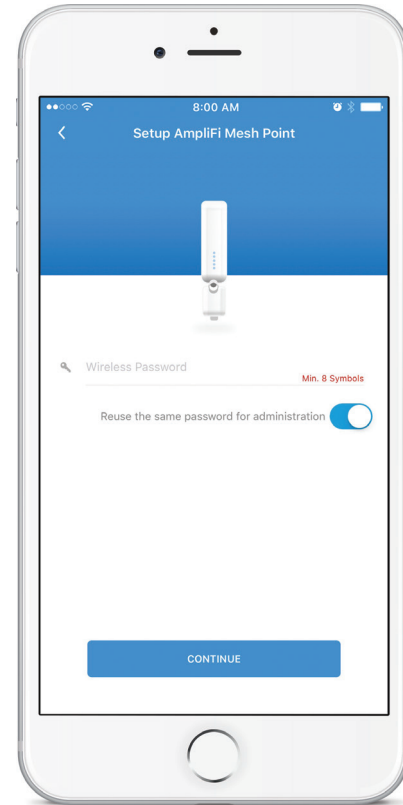 8:00 AM
Setup AmpliFi Mesh Point
Wireless Password
Min. 8 Symbols
Reuse the same password for administration
CONTINUE